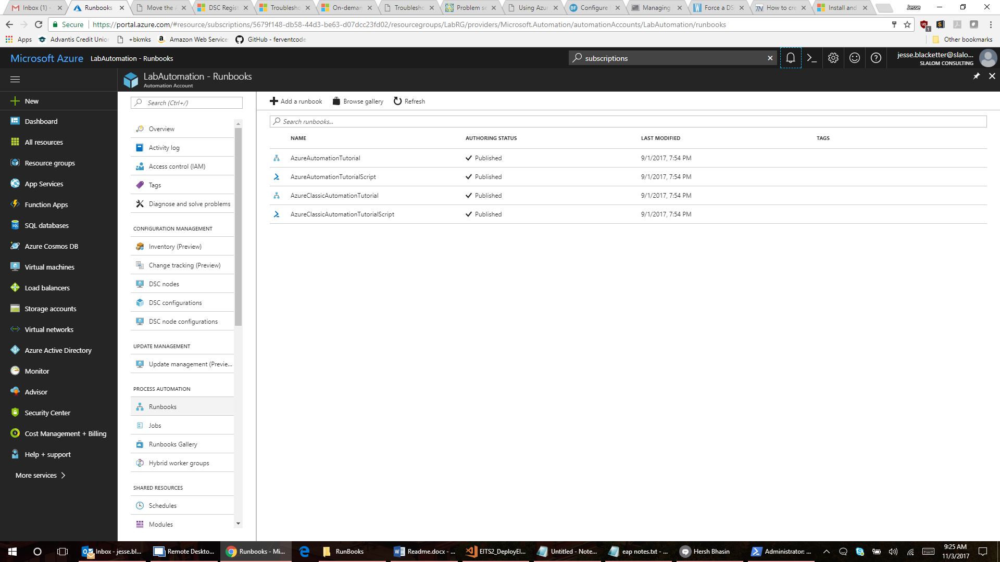 Inbox (1) -
Runbooks
Move the A
DSC Regist
Troublesho
On-deman
Troublesho
Problem se
Using Azur
Configure
Managing
Force a DS
How to cre
Install and
Jesse
Secure
https://portal.azure.com/#resource/subscriptions/5679f148-db58-44d3-be63-d07dcc23fd02/resourcegroups/LabRG/providers/Microsoft.Automation/automationAccounts/LabAutomation/runbooks
Apps
Advantis Credit Union
+bkmks
Amazon Web Service
GitHub - ferventcode
Other bookmarks
Microsoft Azure
LabAutomation - Runbooks
subscriptions
jesse.blacketter@slalo...
SLALOM CONSULTING
LabAutomation - Runbooks
Automation Account
New
Dashboard
All resources
Resource groups
App Services
Function Apps
SQL databases
Azure Cosmos DB
Virtual machines
Load balancers
Storage accounts
Virtual networks
Azure Active Directory
Monitor
Advisor
Security Center
Cost Management + Billing
Help + support
More services
Search (Ctrl+/)
Overview
Activity log
Access control (IAM)
Tags
Diagnose and solve problems
CONFIGURATION MANAGEMENT
Inventory (Preview)
Change tracking (Preview)
DSC nodes
DSC configurations
DSC node configurations
UPDATE MANAGEMENT
Update management (Previe...
PROCESS AUTOMATION
Runbooks
Jobs
Runbooks Gallery
Hybrid worker groups
SHARED RESOURCES
Schedules
Modules
Add a runbook
Browse gallery
Refresh
Search runbooks...
NAME AUTHORING STATUS LAST MODIFIED TAGS
AzureAutomationTutorial Published 9/1/2017, 7:54 PM
AzureAutomationTutorialScript Published 9/1/2017, 7:54 PM
AzureClassicAutomationTutorial Published 9/1/2017, 7:54 PM
AzureClassicAutomationTutorialScript Published 9/1/2017, 7:54 PM
Inbox - jesse.bl...
Remote Deskto...
Runbooks - Mi...
RunBooks
Readme.docx - ...
EITS2_DeployEI...
Untitled - Note...
eap notes.txt - ...
Hersh Bhasin
Administrator: ...
9:25 AM
11/3/2017